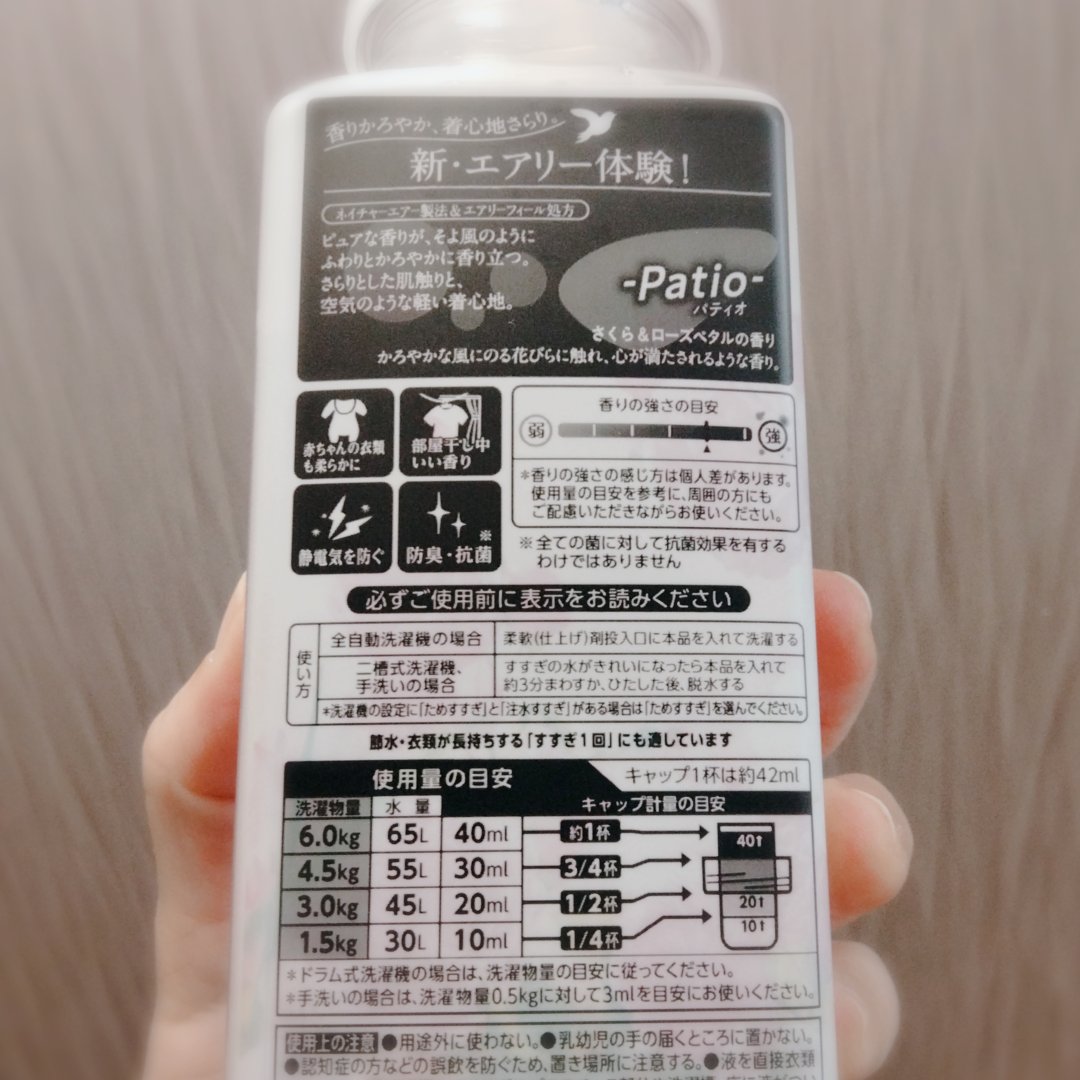 香りかろやか、着心地さらり。
新・エアリー体験!
ネイチャーエアー製法&エアリーフィール処方
ピュアな香りが、そよ風のように
ふわりとかろやかに香り立つ。
さらりとした肌触りと、
空気のような軽い着心地。
-Patio-
パティオ
さくら&ローズペタルの香り
かろやかな風にのる花びらに触れ、心が満たされるような香り。
赤ちゃんの衣類
も柔らかに
部屋干し中
いい香り
静電気を防ぐ
防臭・抗菌※
香りの強さの目安
弱 強
*香りの強さの感じ方は個人差があります。
使用量の目安を参考に、周囲の方にも
ご配慮いただきながらお使いください。
※全ての菌に対して抗菌効果を有する
わけではありません
必ずご使用前に表示をお読みください
使い方
全自動洗濯機の場合 柔軟(仕上げ)剤投入口に本品を入れて洗濯する
二槽式洗濯機、
手洗いの場合
すすぎの水がきれいになったら本品を入れて
約3分まわすか、ひたした後、脱水する
*洗濯機の設定に「ためすすぎ」と「注水すすぎ」がある場合は「ためすすぎ」を選んでください。
節水・衣類が長持ちする「すすぎ1回」にも適しています
使用量の目安 キャップ1杯は約42ml
洗濯物量 水量 キャップ計量の目安
6.0kg 65L 40ml 約1杯 40↑
4.5kg 55L 30ml 3/4杯
3.0kg 45L 20ml 1/2杯 20↑
1.5kg 30L 10ml 1/4杯 10↑
*ドラム式洗濯機の場合は、洗濯物量の目安に従ってください。
*手洗いの場合は、洗濯物量0.5kgに対して3mlを目安にお使いください。
使用上の注意 ●用途外に使わない。●乳幼児の手の届くところに置かない。
●認知症の方などの誤飲を防ぐため、置き場所に注意する。●液を直接衣類